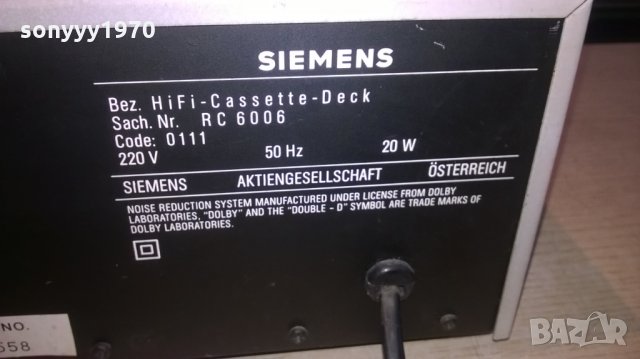 sonyyy1970
SIEMENS
Bez. HiFi-Cassette-Deck
Sach. Nr. RC 6006
Code: 0111
220 V 50 Hz 20 W
SIEMENS AKTIENGESELLSCHAFT ÖSTERREICH
NOISE REDUCTION SYSTEM MANUFACTURED UNDER LICENSE FROM DOLBY
LABORATORIES, "DOLBY" AND THE "DOUBLE - D" SYMBOL ARE TRADE MARKS OF
DOLBY LABORATORIES.
NO.
558
BAZAR